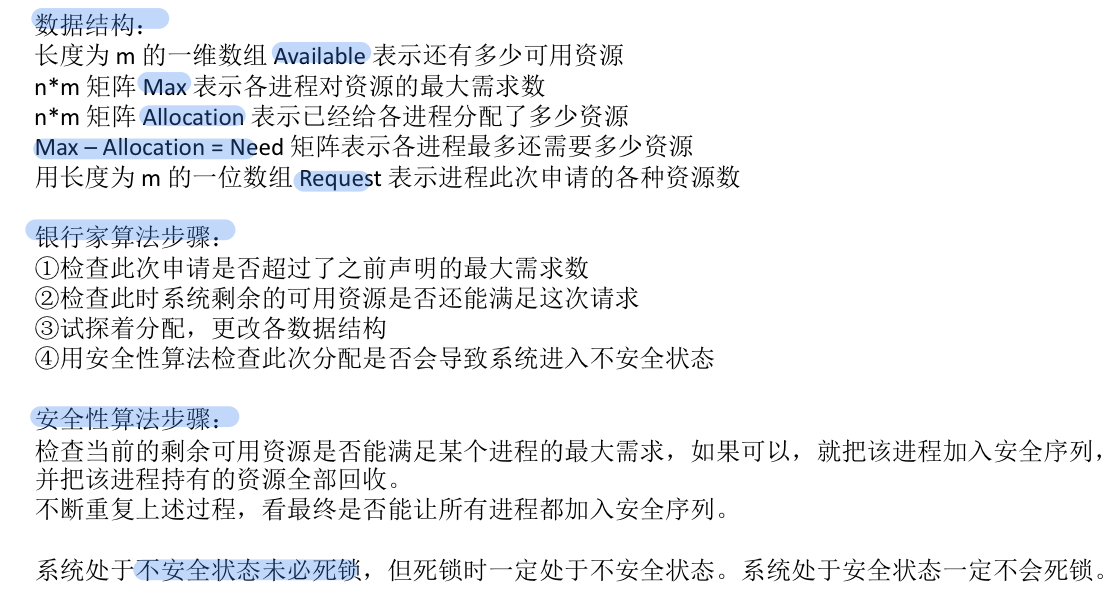 数据结构：
长度为 m 的一维数组 Available 表示还有多少可用资源
n*m 矩阵 Max 表示各进程对资源的最大需求数
n*m 矩阵 Allocation 表示已经给各进程分配了多少资源
Max – Allocation = Need 矩阵表示各进程最多还需要多少资源
用长度为 m 的一位数组 Request 表示进程此次申请的各种资源数
银行家算法步骤：
①检查此次申请是否超过了之前声明的最大需求数
②检查此时系统剩余的可用资源是否还能满足这次请求
③试探着分配，更改各数据结构
④用安全性算法检查此次分配是否会导致系统进入不安全状态
安全性算法步骤：
检查当前的剩余可用资源是否能满足某个进程的最大需求，如果可以，就把该进程加入安全序列，
并把该进程持有的资源全部回收。
不断重复上述过程，看最终是否能让所有进程都加入安全序列。
系统处于不安全状态未必死锁，但死锁时一定处于不安全状态。系统处于安全状态一定不会死锁。